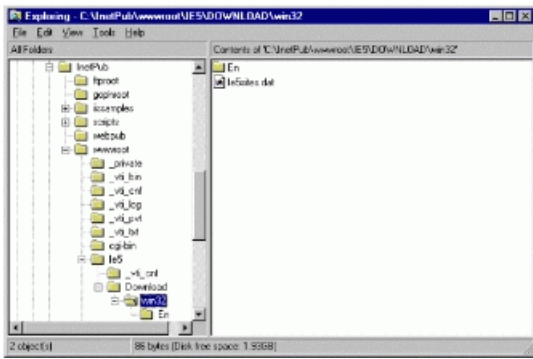 Exploring - C:\InetPub\wwwroot\IE5\DOWNLOAD\win32
File Edit View Tools Help
All Folders
Contents of 'C:\InetPub\wwwroot\IE5\DOWNLOAD\win32'
InetPub
ftproot
gophroot
iissamples
scripts
webpub
wwwroot
_private
_vti_bin
_vti_cnf
_vti_log
_vti_pvt
_vti_txt
cgi-bin
Ie5
_vti_cnf
Download
win32
En
En
Ie5sites.dat
2 object(s)
86 bytes (Disk free space: 1.93GB)